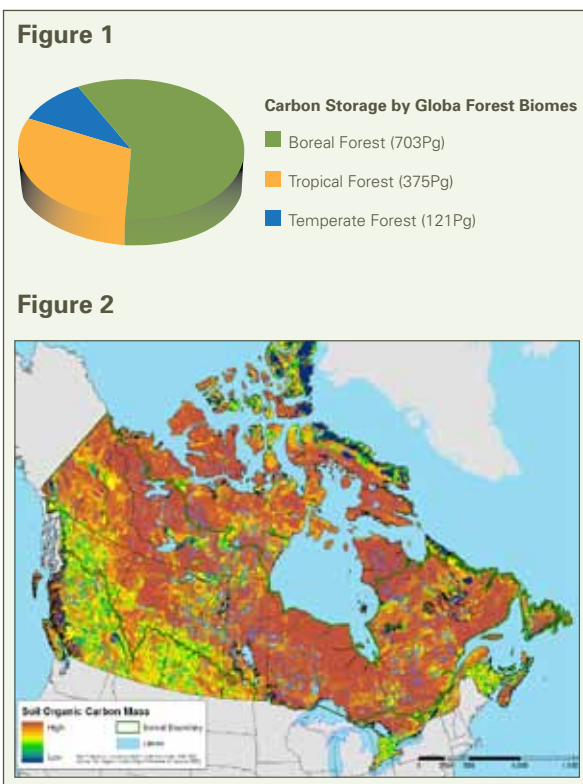 Figure 1
Carbon Storage by Globa Forest Biomes
Boreal Forest (703Pg)
Tropical Forest (375Pg)
Temperate Forest (121Pg)
Figure 2
Soil Organic Carbon Mass
High
Boreal Boundary
Low